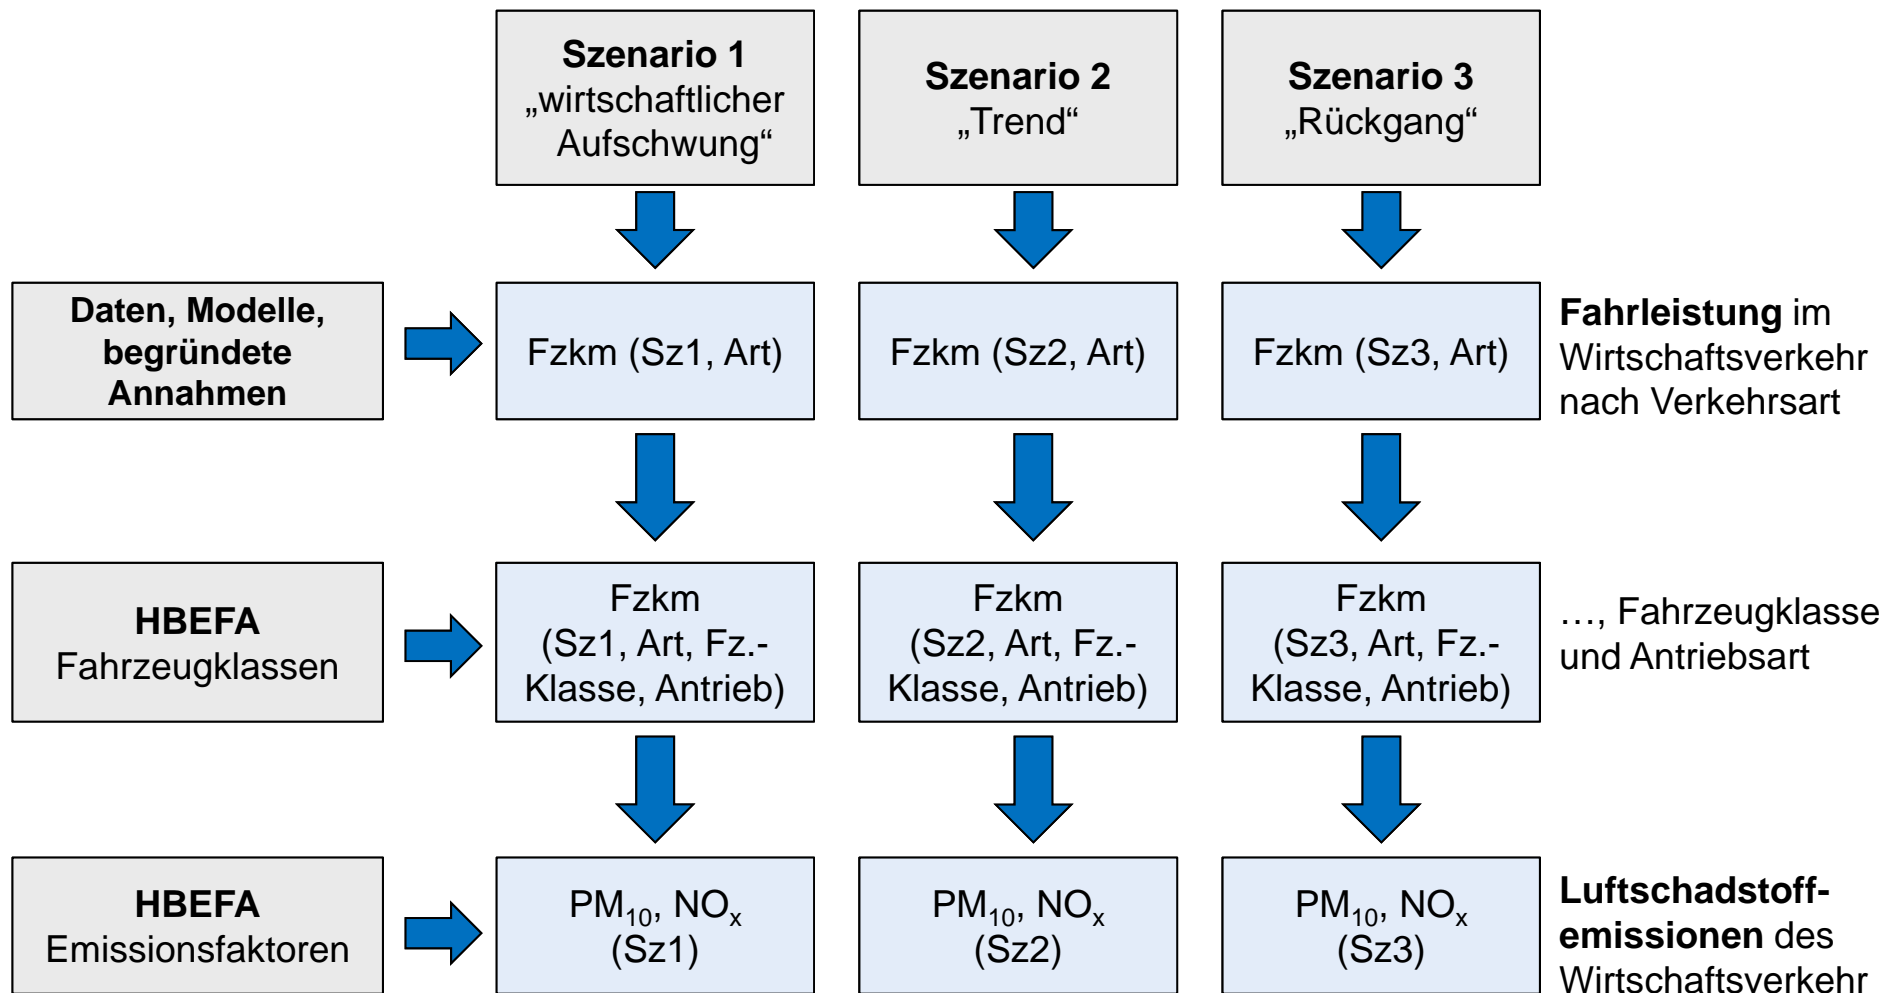 Szenario 1
„wirtschaftlicher
Aufschwung“
Szenario 2
„Trend“
Szenario 3
„Rückgang“
Daten, Modelle,
begründete
Annahmen
Fzkm (Sz1, Art)
Fzkm (Sz2, Art)
Fzkm (Sz3, Art)
Fahrleistung im
Wirtschaftsverkehr
nach Verkehrsart
HBEFA
Fahrzeugklassen
Fzkm
(Sz1, Art, Fz.-
Klasse, Antrieb)
Fzkm
(Sz2, Art, Fz.-
Klasse, Antrieb)
Fzkm
(Sz3, Art, Fz.-
Klasse, Antrieb)
…, Fahrzeugklasse
und Antriebsart
HBEFA
Emissionsfaktoren
PM₁₀, NOₓ
(Sz1)
PM₁₀, NOₓ
(Sz2)
PM₁₀, NOₓ
(Sz3)
Luftschadstoff-
emissionen des
Wirtschaftsverkehr